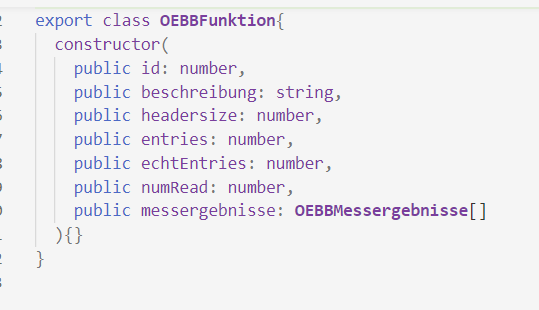 export class OEBBFunktion{
constructor(
public id: number,
public beschreibung: string,
public headersize: number,
public entries: number,
public echtEntries: number,
public numRead: number,
public messergebnisse: OEBBMessergebnisse[]
){}
}